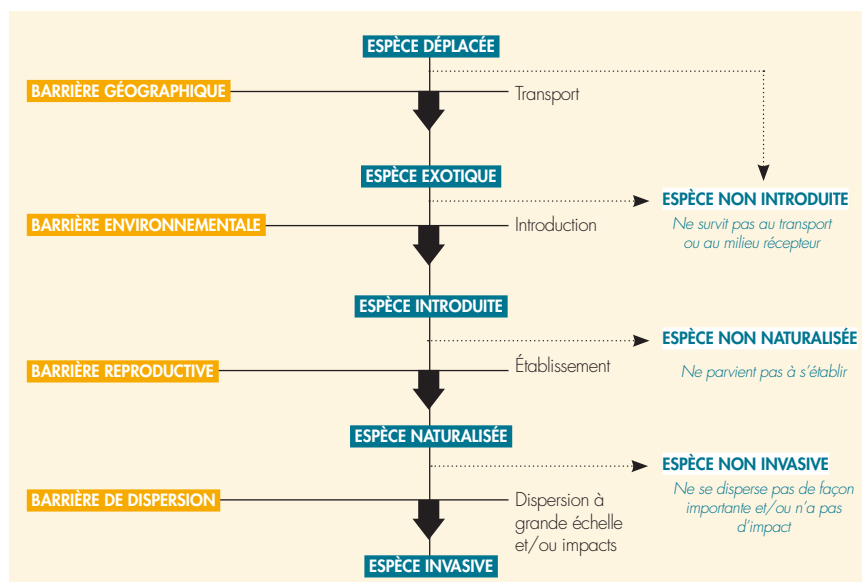 ESPÈCE DÉPLACÉE
BARRIÈRE GÉOGRAPHIQUE
Transport
ESPÈCE EXOTIQUE
ESPÈCE NON INTRODUITE
Ne survit pas au transport
ou au milieu récepteur
BARRIÈRE ENVIRONNEMENTALE
Introduction
ESPÈCE INTRODUITE
ESPÈCE NON NATURALISÉE
BARRIÈRE REPRODUCTIVE
Établissement
Ne parvient pas à s’établir
ESPÈCE NATURALISÉE
ESPÈCE NON INVASIVE
Ne se disperse pas de façon
importante et/ou n’a pas
d’impact
BARRIÈRE DE DISPERSION
Dispersion à
grande échelle
et/ou impacts
ESPÈCE INVASIVE